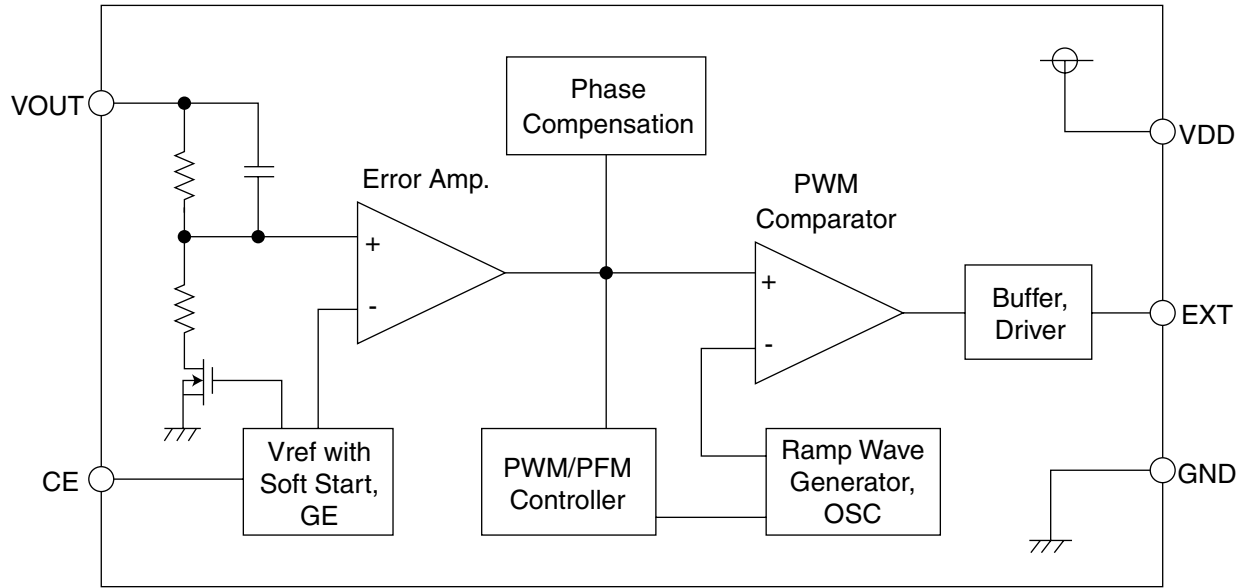 Phase
Compensation
VOUT
VDD
Error Amp.
PWM
Comparator
+
-
+
-
Buffer,
Driver
EXT
CE
Vref with
Soft Start,
GE
PWM/PFM
Controller
Ramp Wave
Generator,
OSC
GND